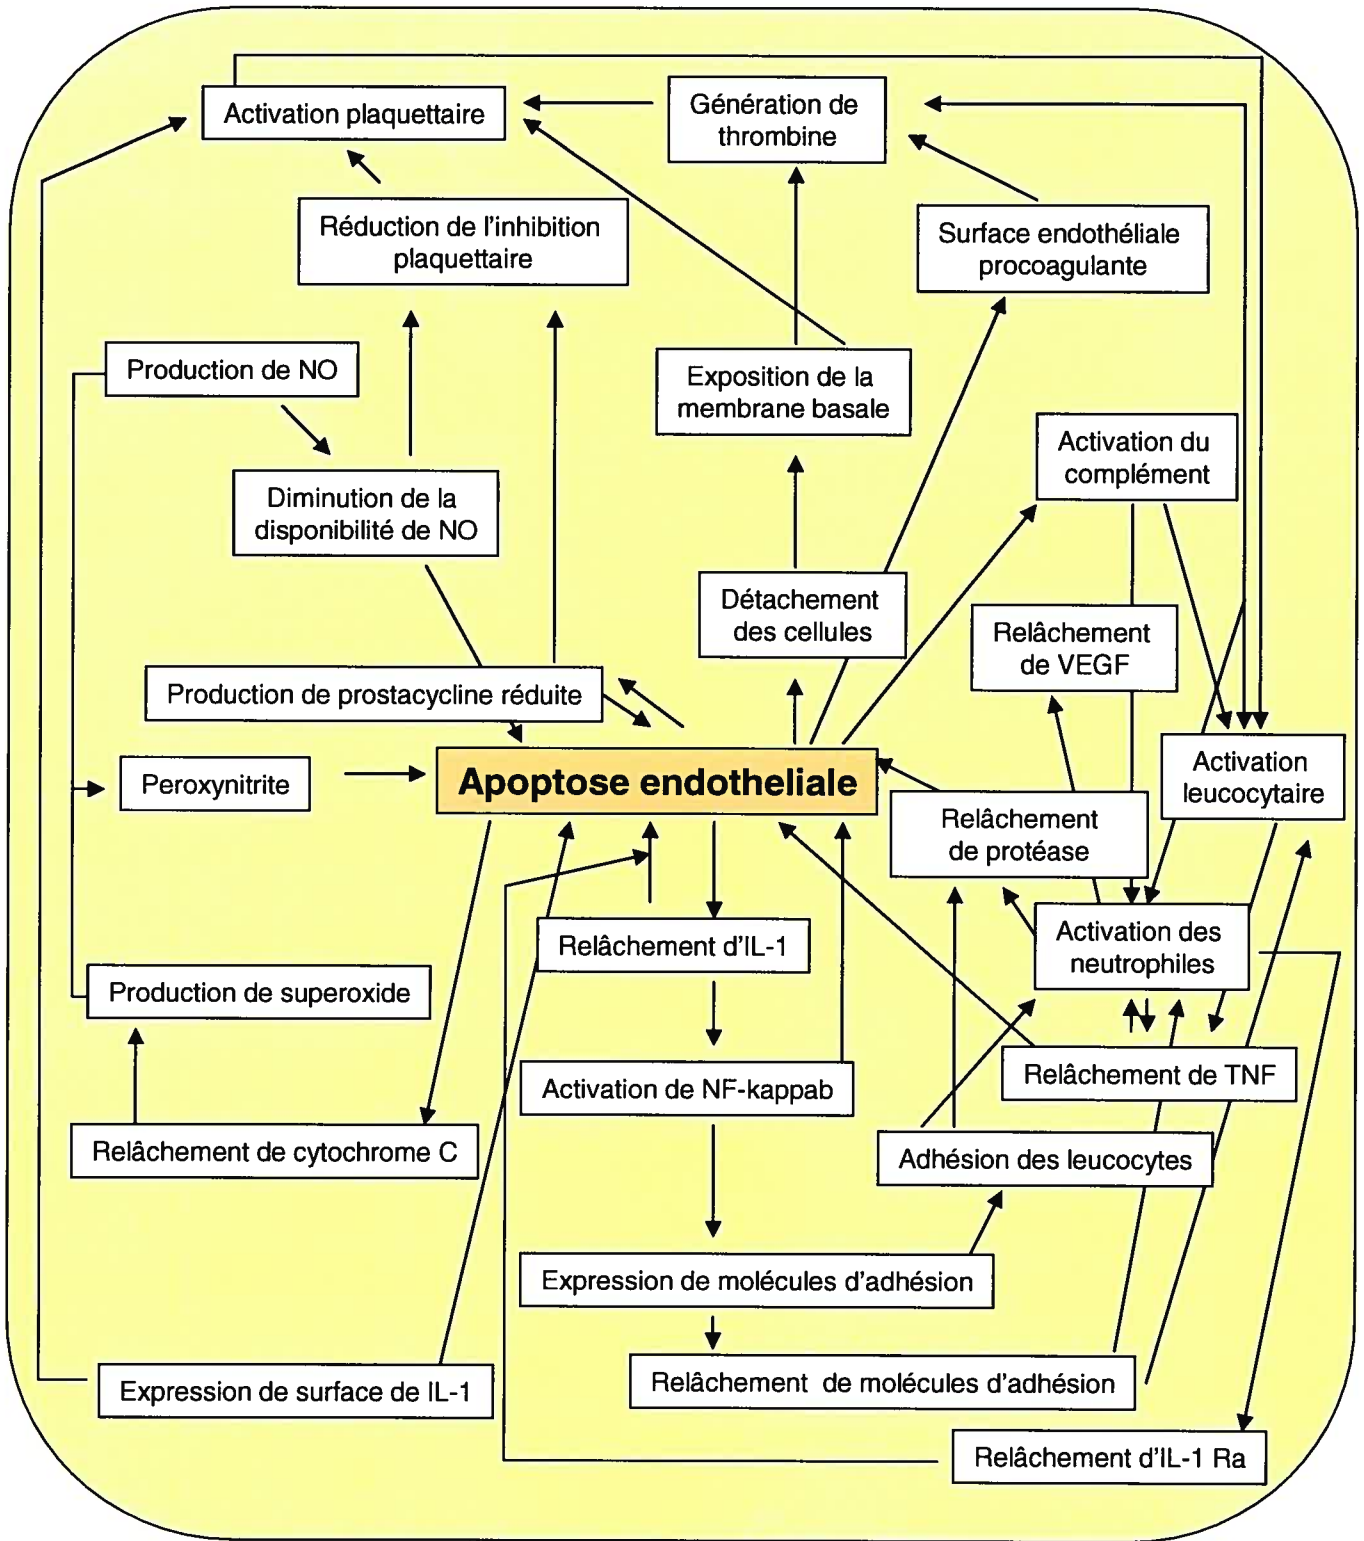 Activation plaquettaire
Génération de
thrombine
Réduction de l'inhibition
plaquettaire
Surface endothéliale
procoagulante
Production de NO
Exposition de la
membrane basale
Activation du
complément
Diminution de la
disponibilité de NO
Détachement
des cellules
Relâchement
de VEGF
Production de prostacycline réduite
Peroxynitrite
Apoptose endotheliale
Activation
leucocytaire
Relâchement
de protéase
Relâchement d'IL-1
Activation des
neutrophiles
Production de superoxide
Activation de NF-kappab
Relâchement de TNF
Relâchement de cytochrome C
Adhésion des leucocytes
Expression de molécules d'adhésion
Expression de surface de IL-1
Relâchement de molécules d'adhésion
Relâchement d'IL-1 Ra